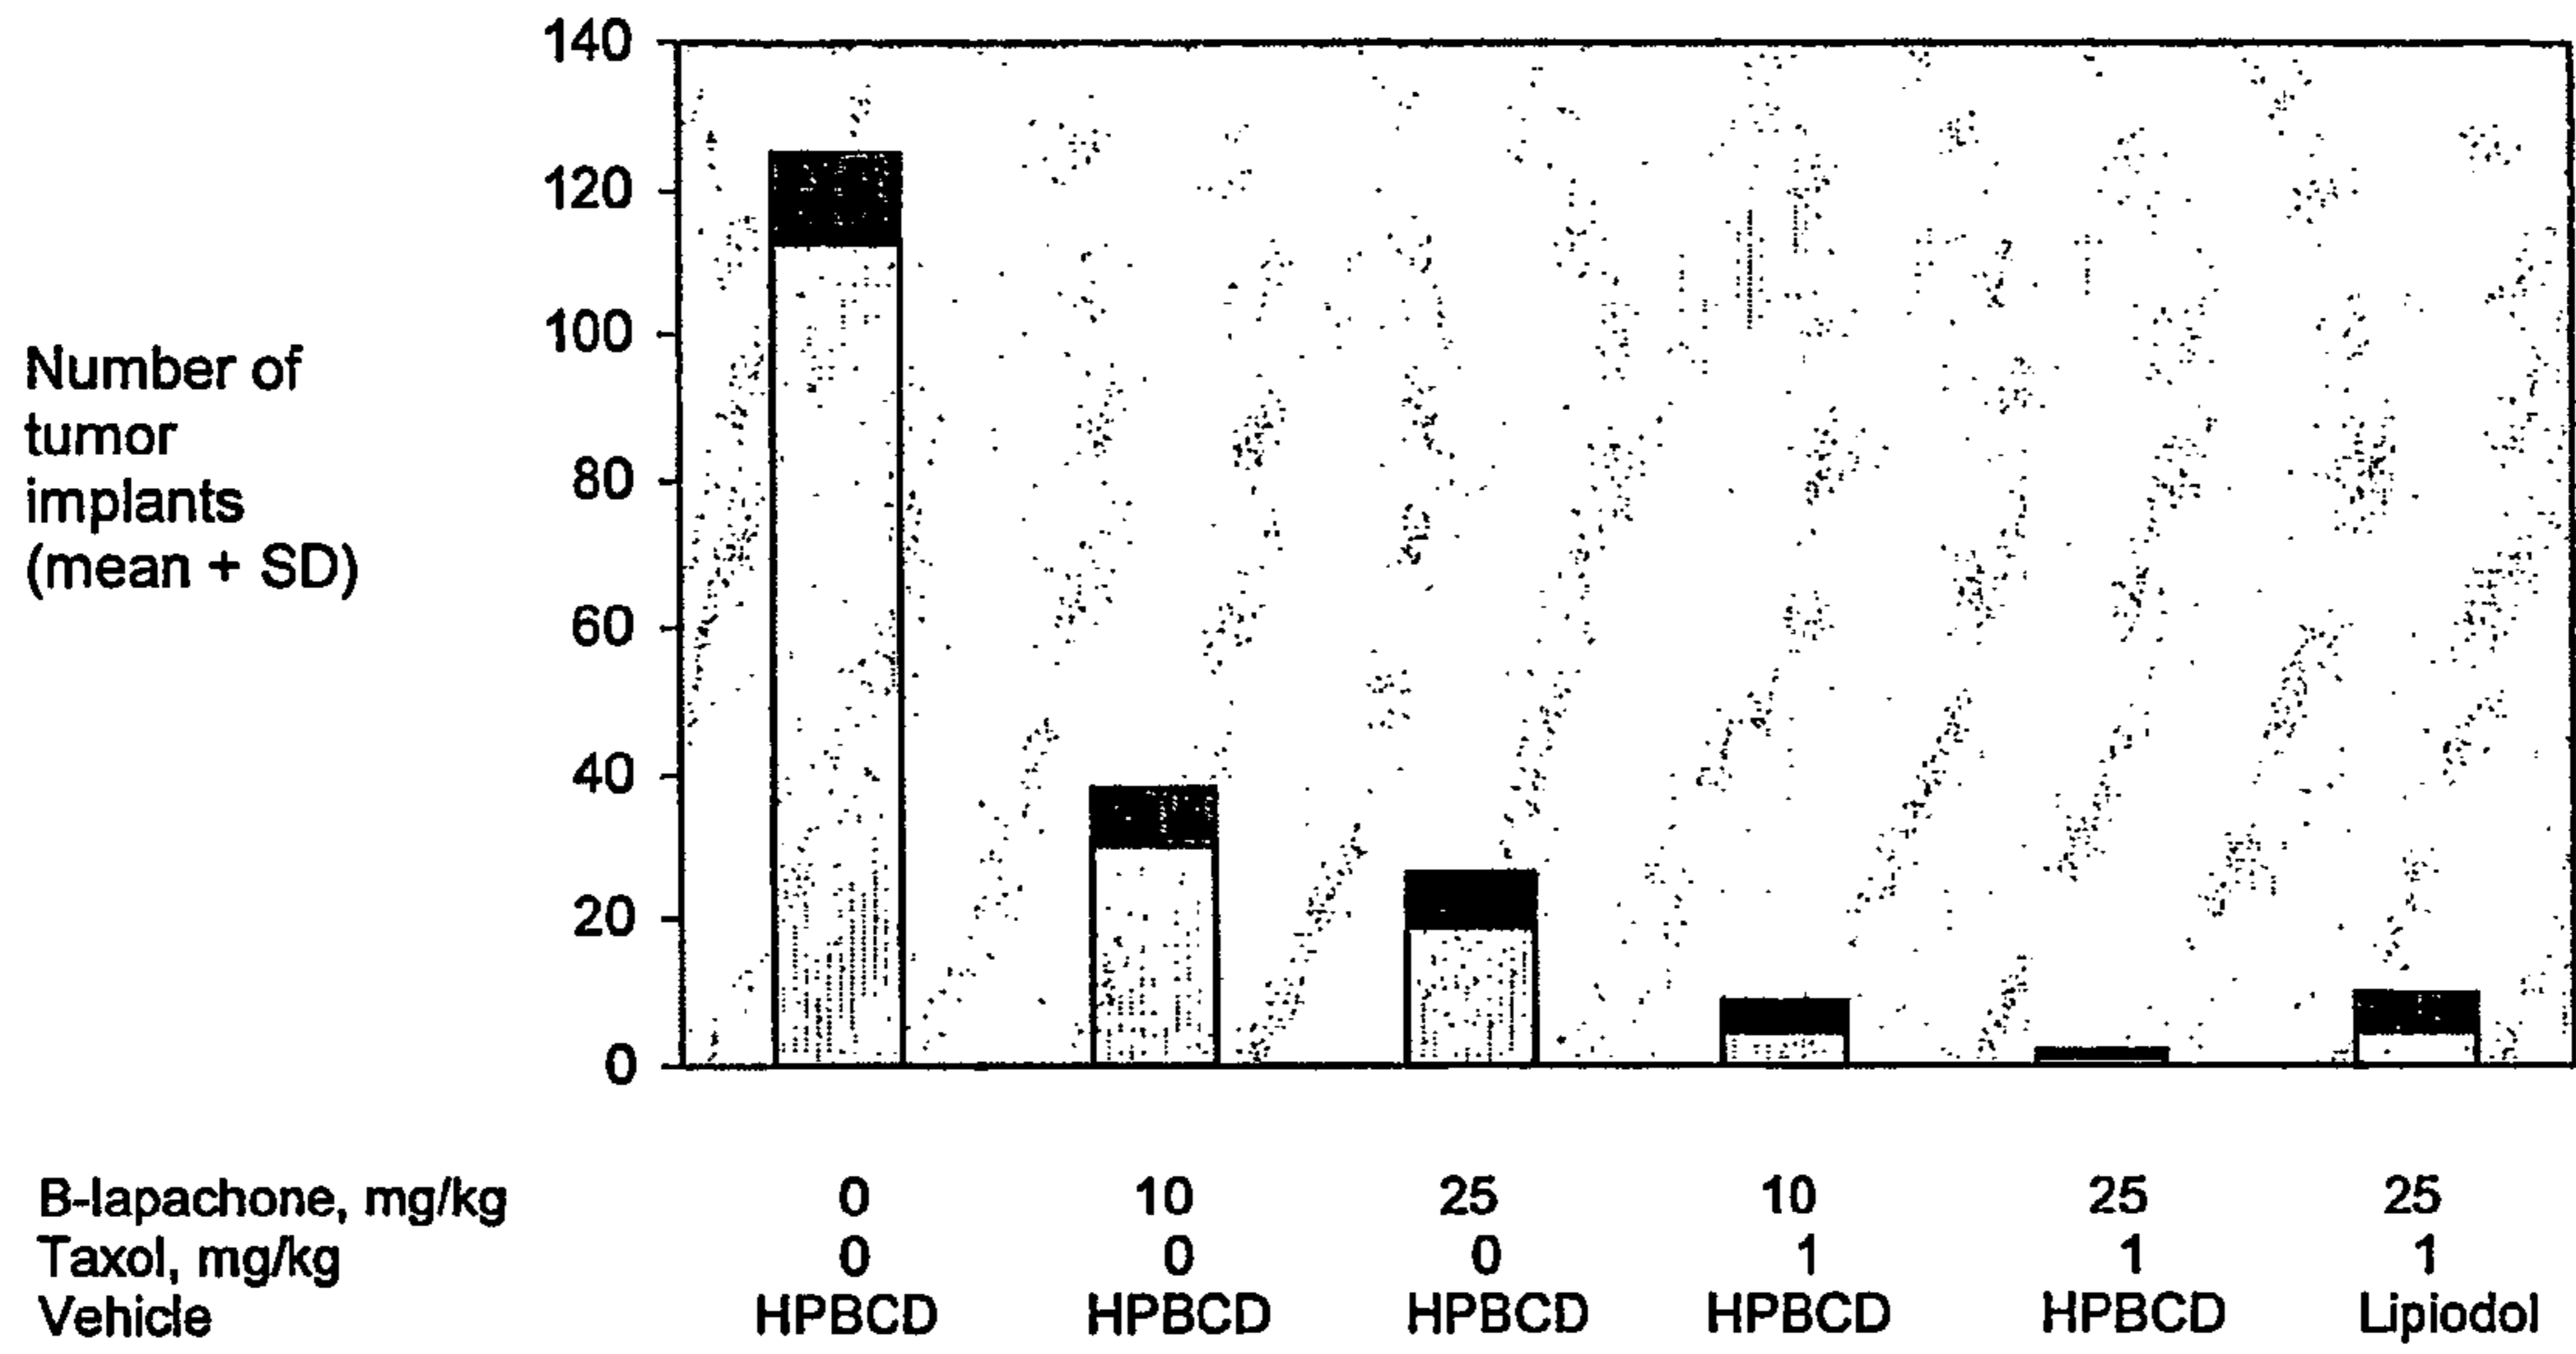 140
120
100
80
60
40
20
0
Number of
tumor
implants
(mean + SD)
B-lapachone, mg/kg 0 10 25 10 25 25
Taxol, mg/kg 0 0 0 1 1 1
Vehicle HPBCD HPBCD HPBCD HPBCD HPBCD Lipiodol